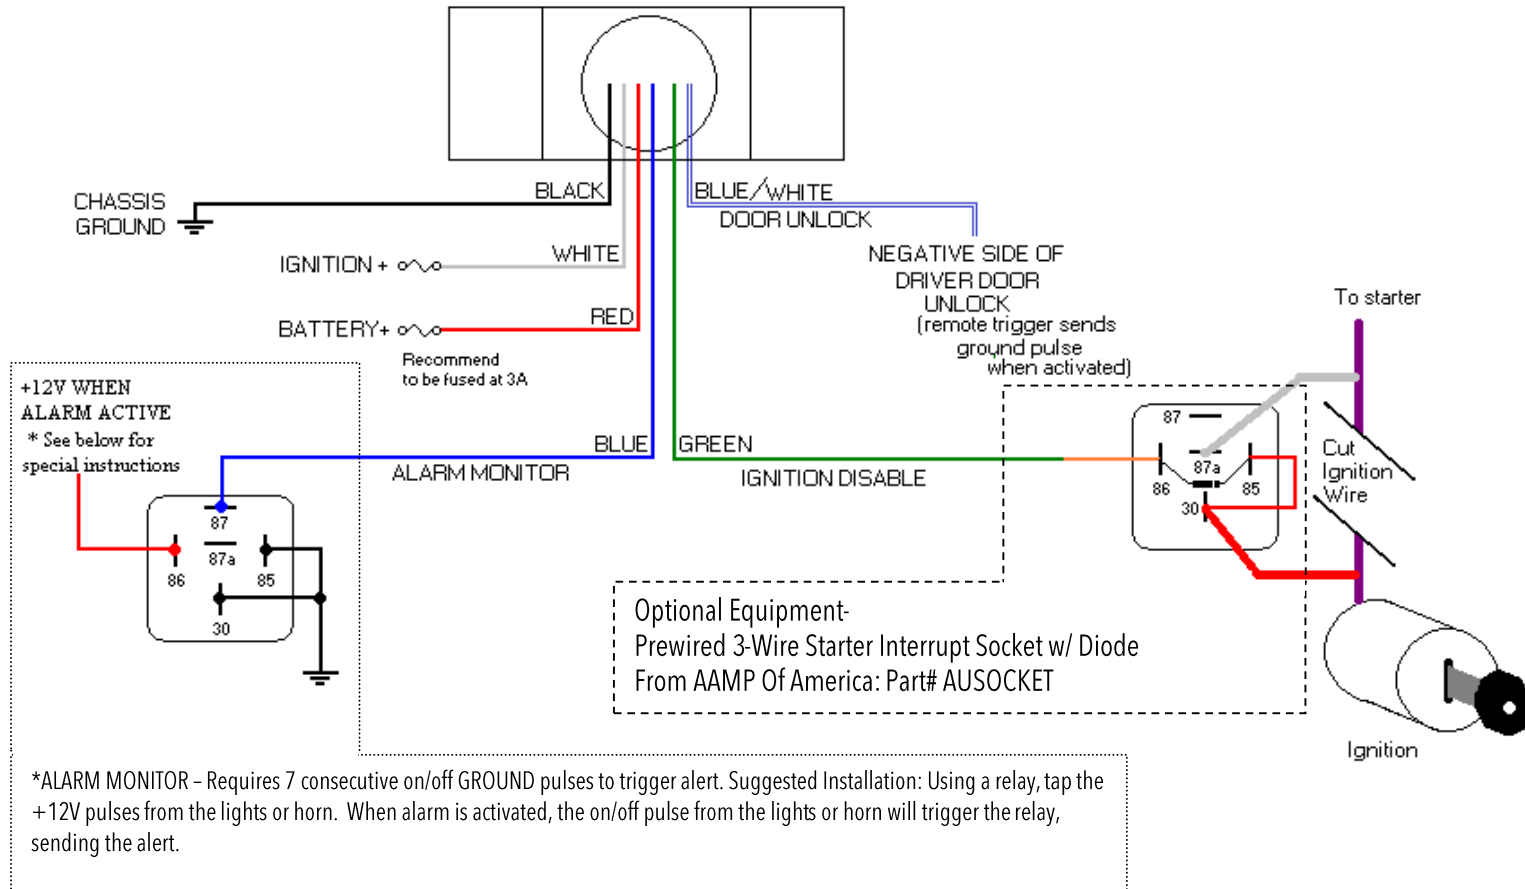 BLACK
BLUE/WHITE
CHASSIS
GROUND
DOOR UNLOCK
WHITE
IGNITION +
NEGATIVE SIDE OF
DRIVER DOOR
UNLOCK
(remote trigger sends
ground pulse
when activated)
RED
BATTERY+
Recommend
to be fused at 3A
To starter
+12V WHEN
ALARM ACTIVE
* See below for
special instructions
BLUE
GREEN
ALARM MONITOR
IGNITION DISABLE
87
87a
86
85
30
Cut
Ignition
Wire
87
87a
86
85
30
Optional Equipment-
Prewired 3-Wire Starter Interrupt Socket w/ Diode
From AAMP Of America: Part# AUSOCKET
Ignition
*ALARM MONITOR – Requires 7 consecutive on/off GROUND pulses to trigger alert. Suggested Installation: Using a relay, tap the
+12V pulses from the lights or horn.  When alarm is activated, the on/off pulse from the lights or horn will trigger the relay,
sending the alert.